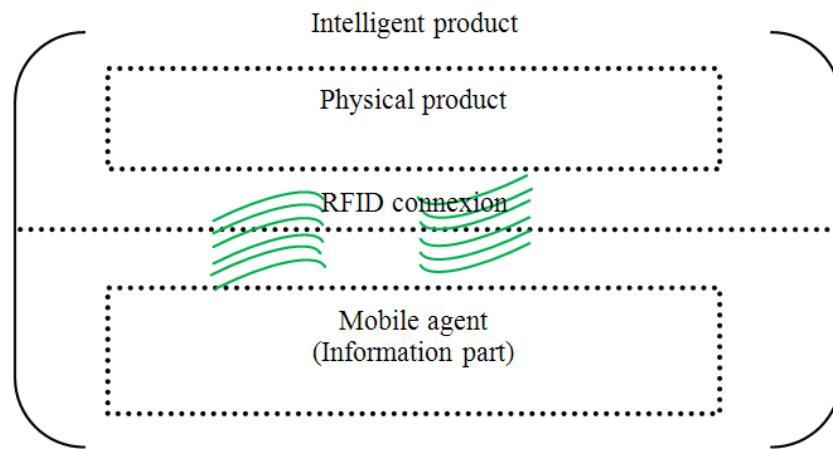 Intelligent product
Physical product
RFID connexion
Mobile agent
(Information part)